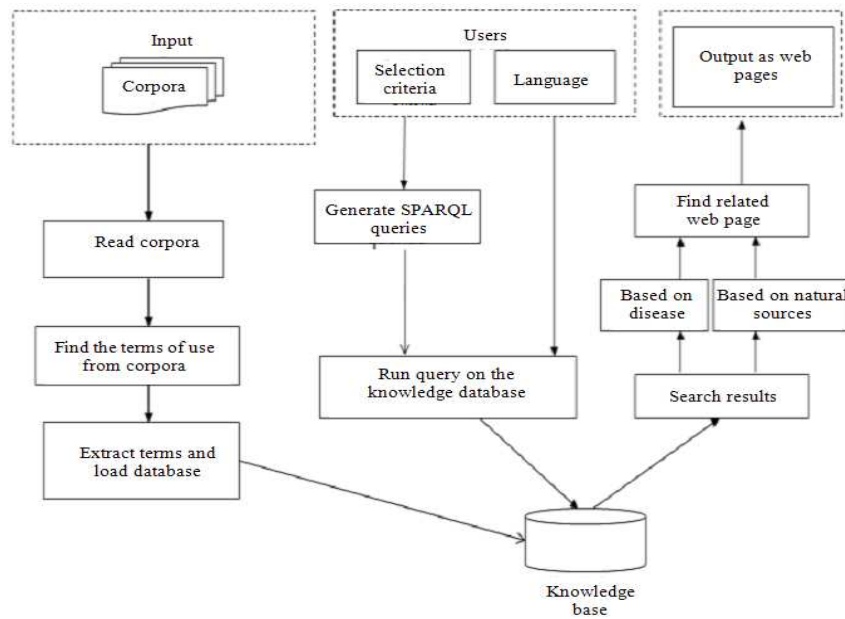 Input
Corpora
Read corpora
Find the terms of use
from corpora
Extract terms and
load database
Users
Selection
criteria
Language
Generate SPARQL
queries
Run query on the
knowledge database
Knowledge
base
Output as web
pages
Find related
web page
Based on
disease
Based on natural
sources
Search results